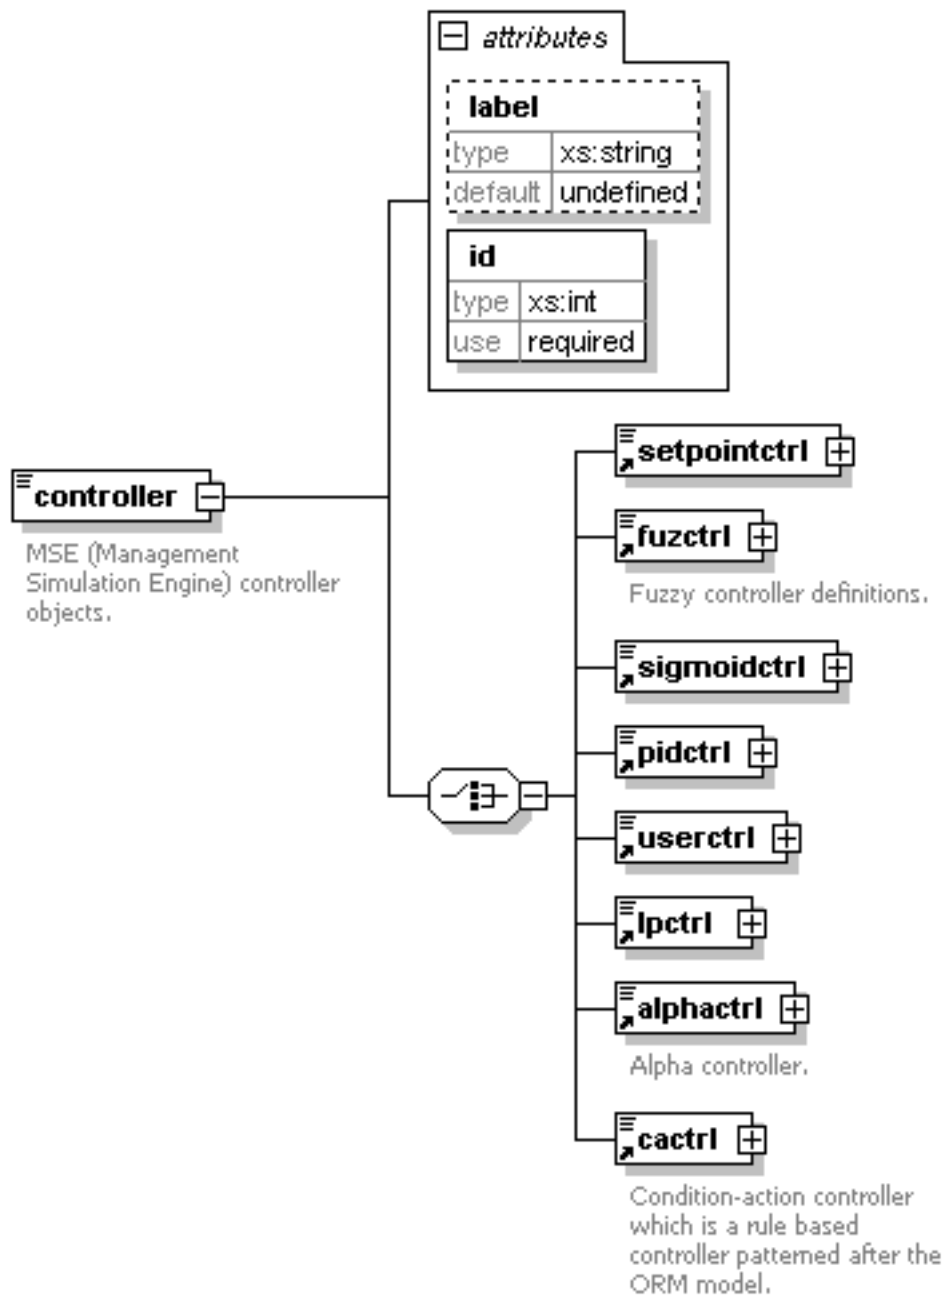 attributes
label
type xs:string
default undefined
id
type xs:int
use required
controller
MSE (Management
Simulation Engine) controller
objects.
setpointctrl
fuzctrl
Fuzzy controller definitions.
sigmoidctrl
pidctrl
userctrl
lpctrl
alphactrl
Alpha controller.
cactrl
Condition-action controller
which is a rule based
controller patterned after the
ORM model.